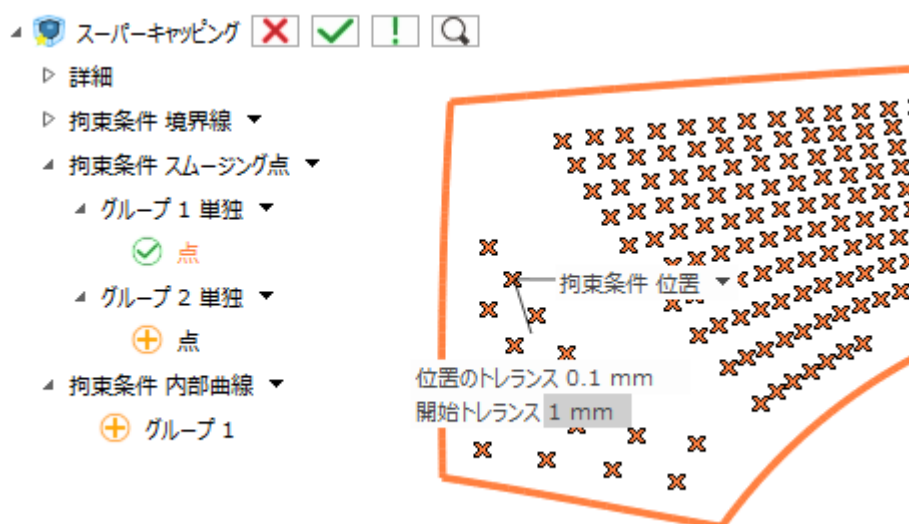 スーパーキャッピング
詳細
拘束条件 境界線
拘束条件 スムージング点
グループ 1 単独
点
グループ 2 単独
点
拘束条件 内部曲線
グループ 1
拘束条件 位置
位置のトレランス 0.1 mm
開始トレランス 1 mm